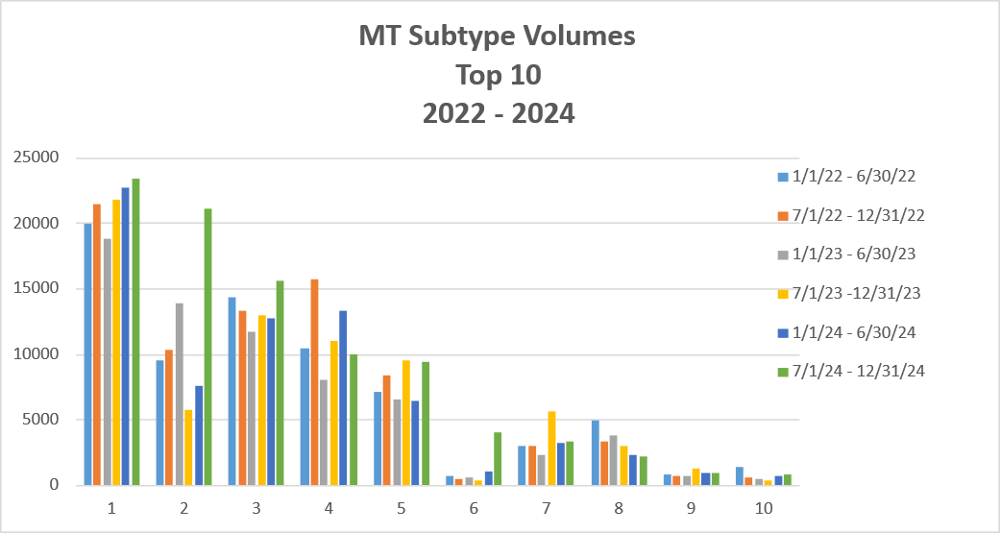 MT Subtype Volumes
Top 10
2022 - 2024
25000
20000
15000
10000
5000
0
1 2 3 4 5 6 7 8 9 10
1/1/22 - 6/30/22
7/1/22 - 12/31/22
1/1/23 - 6/30/23
7/1/23 -12/31/23
1/1/24 - 6/30/24
7/1/24 - 12/31/24